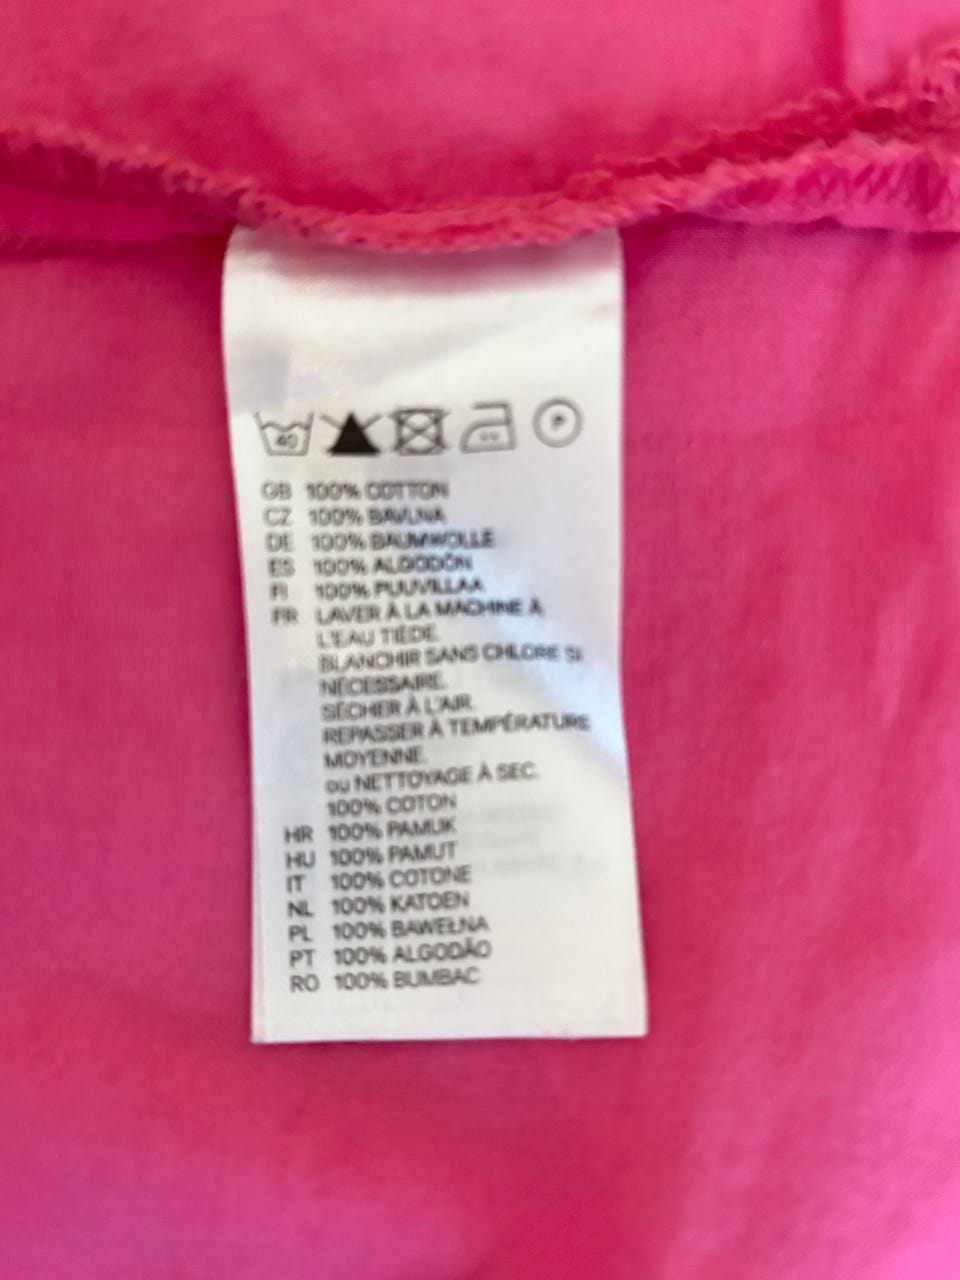 40 P
GB 100% COTTON
CZ 100% BAVLNA
DE 100% BAUMWOLLE
ES 100% ALGODÓN
FI 100% PUUVILLAA
FR LAVER À LA MACHINE À
L'EAU TIÈDE.
BLANCHIR SANS CHLORE SI
NÉCESSAIRE.
SÉCHER À L'AIR.
REPASSER À TEMPÉRATURE
MOYENNE.
ou NETTOYAGE À SEC.
100% COTON
HR 100% PAMUK
HU 100% PAMUT
IT 100% COTONE
NL 100% KATOEN
PL 100% BAWEŁNA
PT 100% ALGODÃO
RO 100% BUMBAC